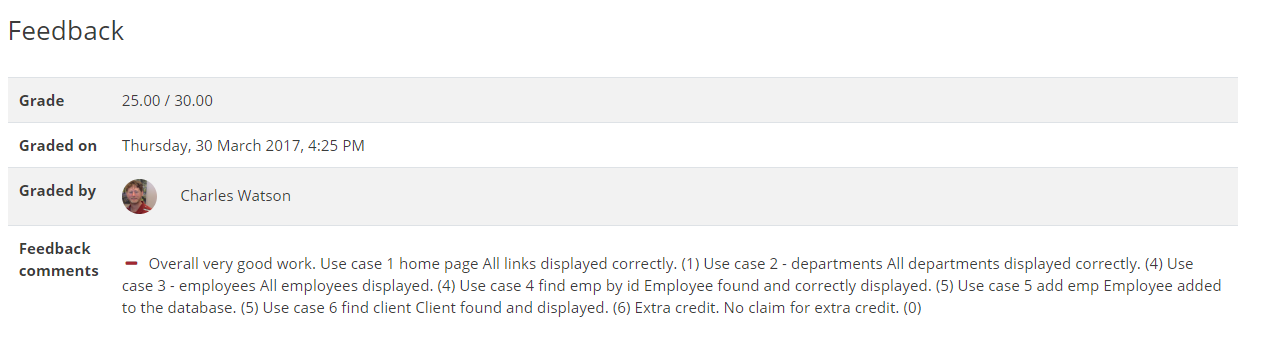 Feedback
Grade 25.00 / 30.00
Graded on Thursday, 30 March 2017, 4:25 PM
Graded by Charles Watson
Feedback comments
Overall very good work. Use case 1 home page All links displayed correctly. (1) Use case 2 - departments All departments displayed correctly. (4) Use
case 3 - employees All employees displayed. (4) Use case 4 find emp by id Employee found and correctly displayed. (5) Use case 5 add emp Employee added
to the database. (5) Use case 6 find client Client found and displayed. (6) Extra credit. No claim for extra credit. (0)